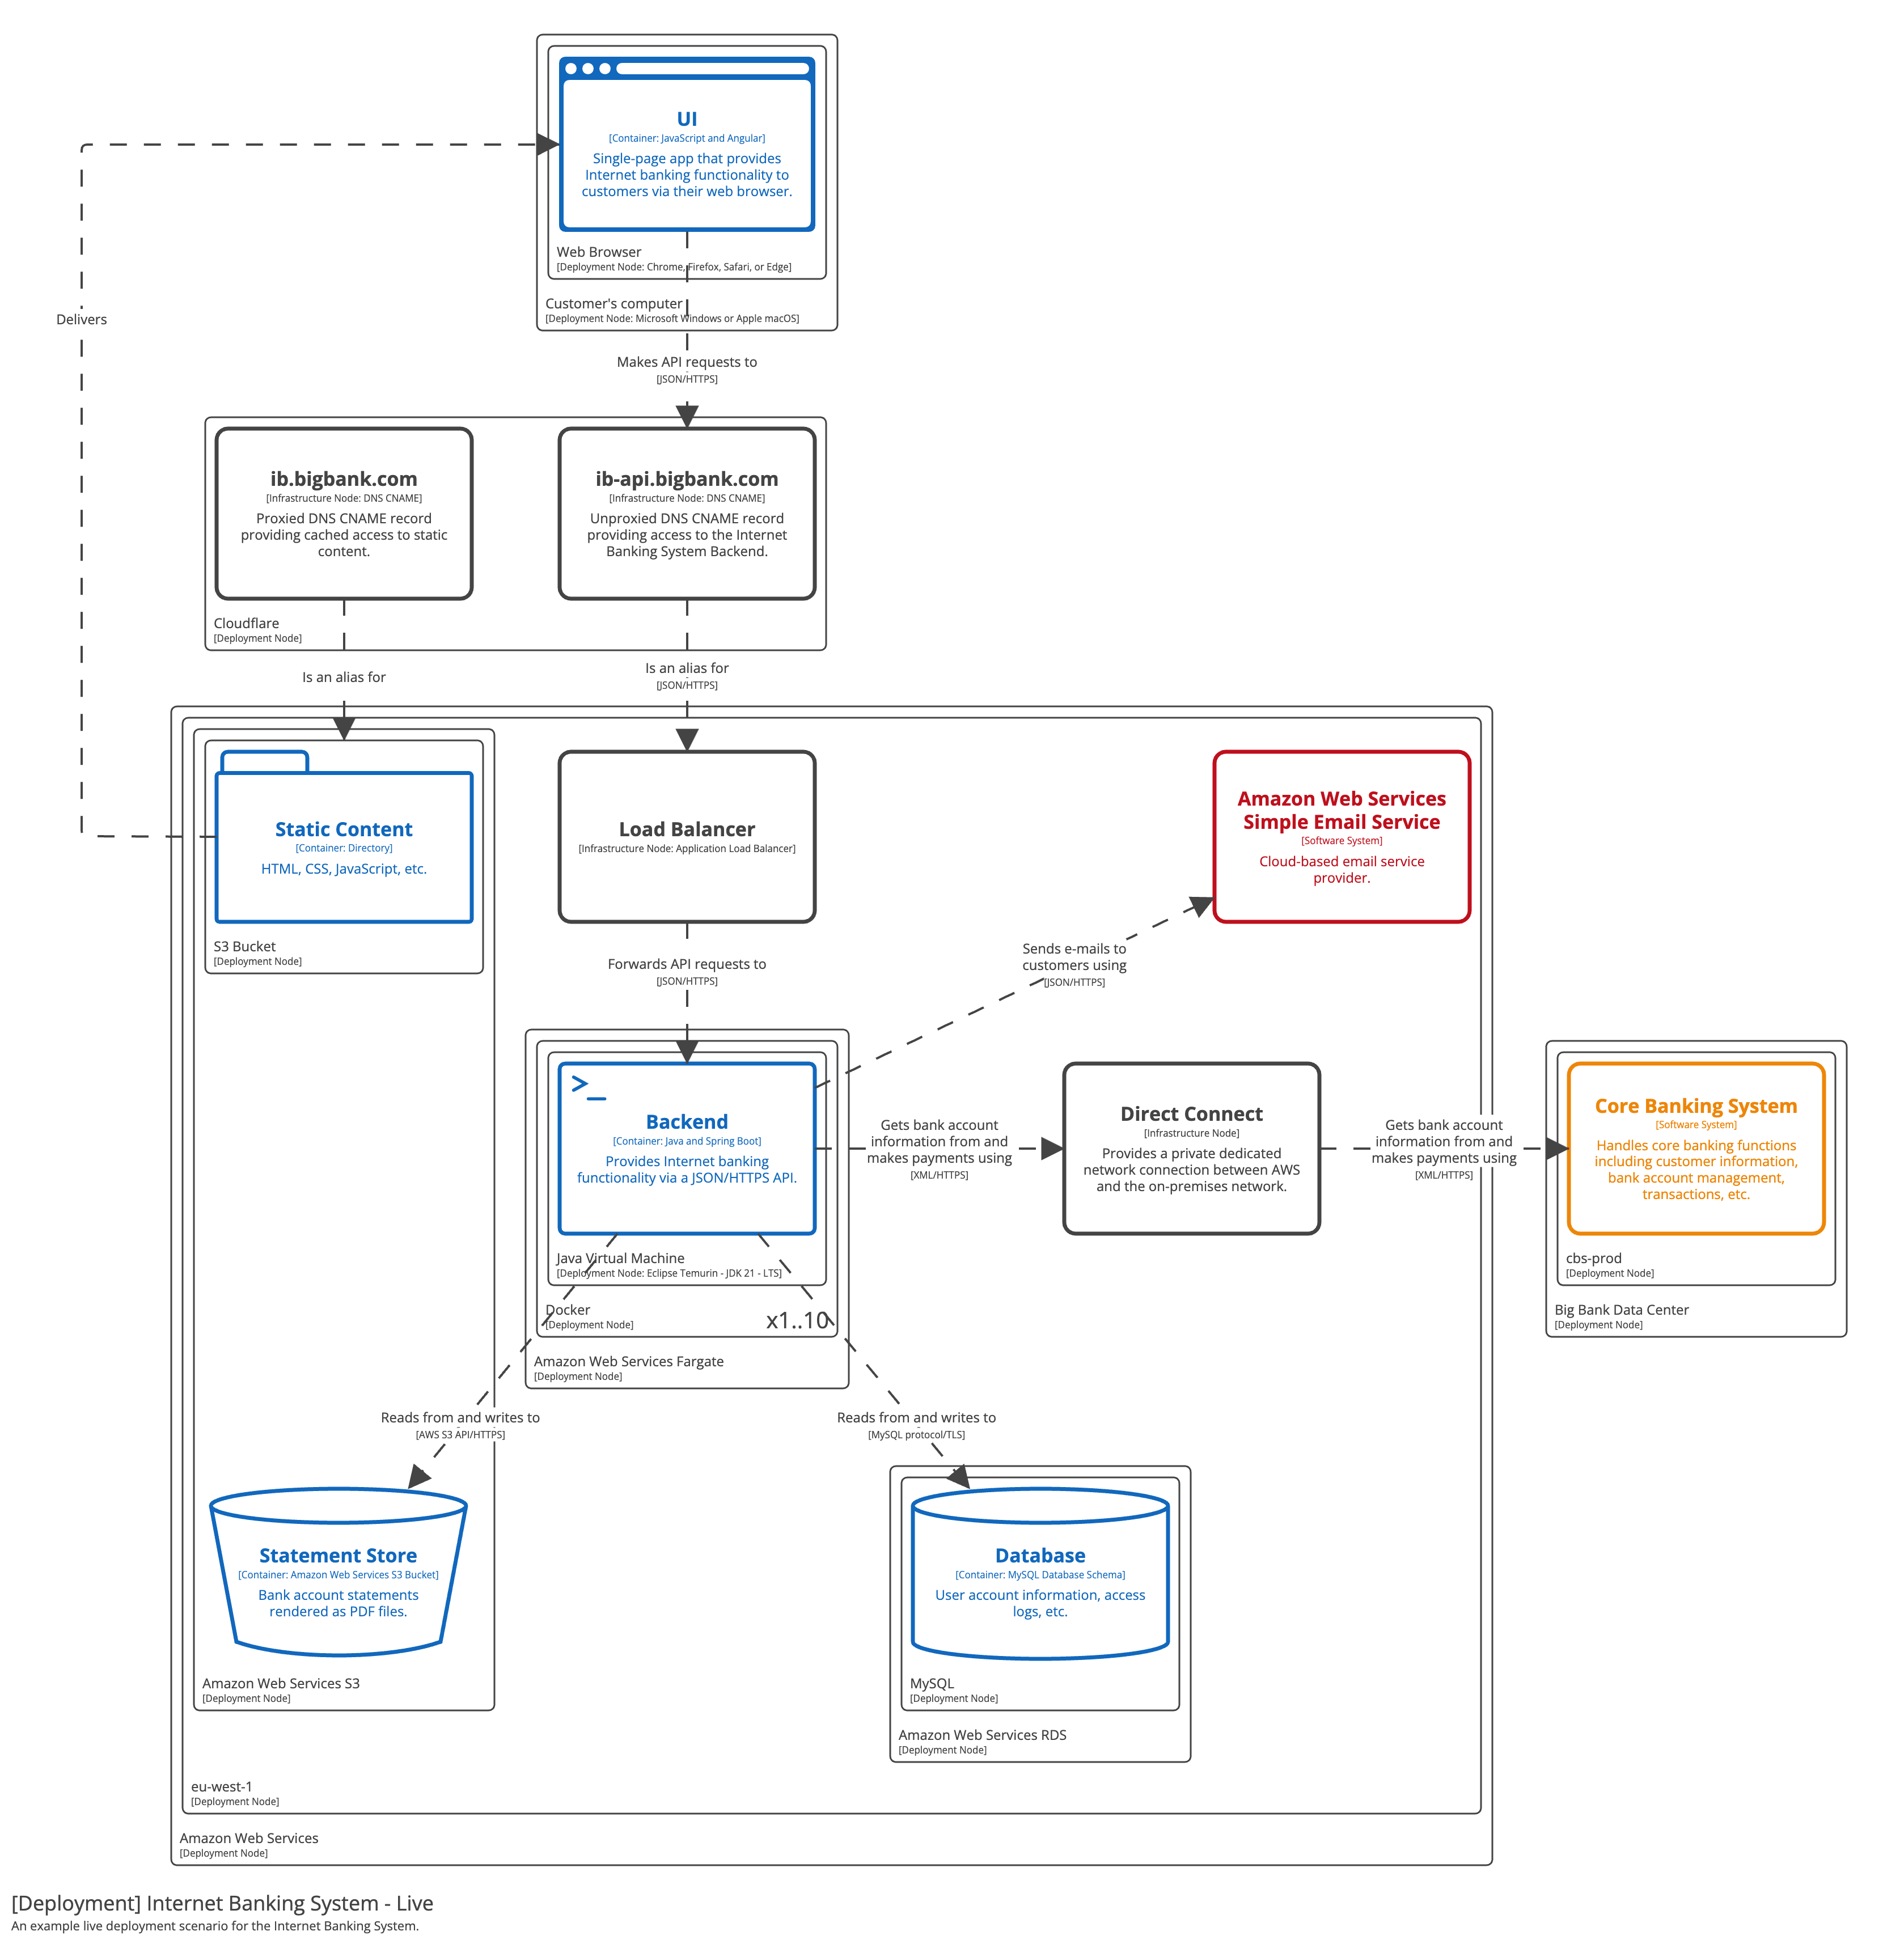 UI
[Container: JavaScript and Angular]
Single-page app that provides
Internet banking functionality to
customers via their web browser.
Web Browser
[Deployment Node: Chrome, Firefox, Safari, or Edge]
Customer's computer
[Deployment Node: Microsoft Windows or Apple macOS]
Delivers
Makes API requests to
[JSON/HTTPS]
ib.bigbank.com
[Infrastructure Node: DNS CNAME]
Proxied DNS CNAME record
providing cached access to static
content.
ib-api.bigbank.com
[Infrastructure Node: DNS CNAME]
Unproxied DNS CNAME record
providing access to the Internet
Banking System Backend.
Cloudflare
[Deployment Node]
Is an alias for
Is an alias for
[JSON/HTTPS]
Static Content
[Container: Directory]
HTML, CSS, JavaScript, etc.
S3 Bucket
[Deployment Node]
Load Balancer
[Infrastructure Node: Application Load Balancer]
Amazon Web Services
Simple Email Service
[Software System]
Cloud-based email service
provider.
Forwards API requests to
[JSON/HTTPS]
Sends e-mails to
customers using
[JSON/HTTPS]
>_
Backend
[Container: Java and Spring Boot]
Provides Internet banking
functionality via a JSON/HTTPS API.
Java Virtual Machine
[Deployment Node: Eclipse Temurin - JDK 21 - LTS]
Docker
[Deployment Node]
x1..10
Amazon Web Services Fargate
[Deployment Node]
Gets bank account
information from and
makes payments using
[XML/HTTPS]
Direct Connect
[Infrastructure Node]
Provides a private dedicated
network connection between AWS
and the on-premises network.
Gets bank account
information from and
makes payments using
[XML/HTTPS]
Core Banking System
[Software System]
Handles core banking functions
including customer information,
bank account management,
transactions, etc.
cbs-prod
[Deployment Node]
Big Bank Data Center
[Deployment Node]
Reads from and writes to
[AWS S3 API/HTTPS]
Reads from and writes to
[MySQL protocol/TLS]
Statement Store
[Container: Amazon Web Services S3 Bucket]
Bank account statements
rendered as PDF files.
Amazon Web Services S3
[Deployment Node]
Database
[Container: MySQL Database Schema]
User account information, access
logs, etc.
MySQL
[Deployment Node]
Amazon Web Services RDS
[Deployment Node]
eu-west-1
[Deployment Node]
Amazon Web Services
[Deployment Node]
[Deployment] Internet Banking System - Live
An example live deployment scenario for the Internet Banking System.